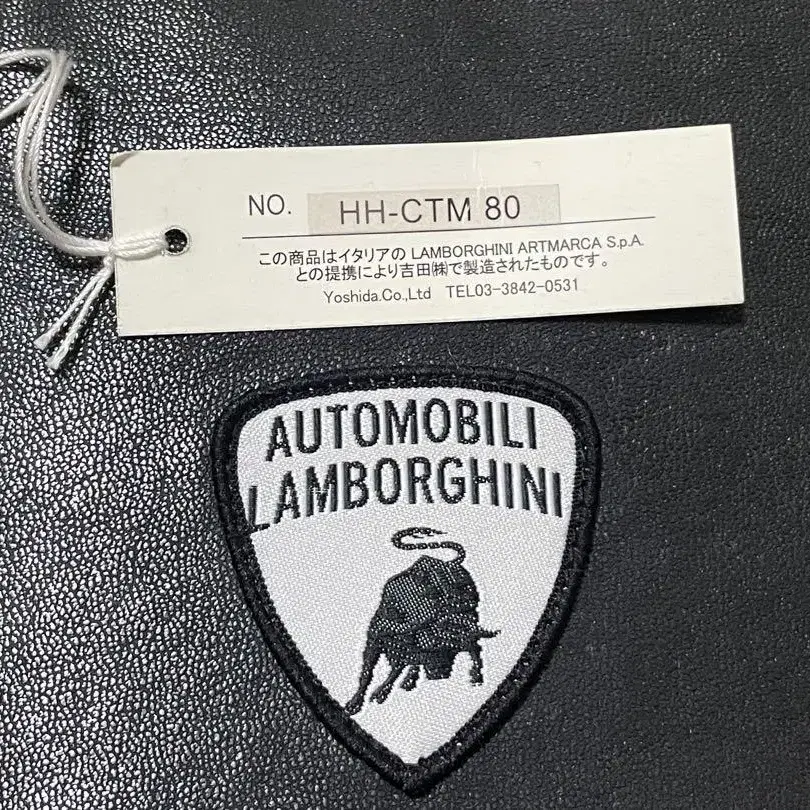 NO. HH-CTM 80
この商品はイタリアの LAMBORGHINI ARTMARCA S.p.A.
との提携により吉田㈱で製造されたものです。
Yoshida.Co.,Ltd TEL03-3842-0531
AUTOMOBILI
LAMBORGHINI